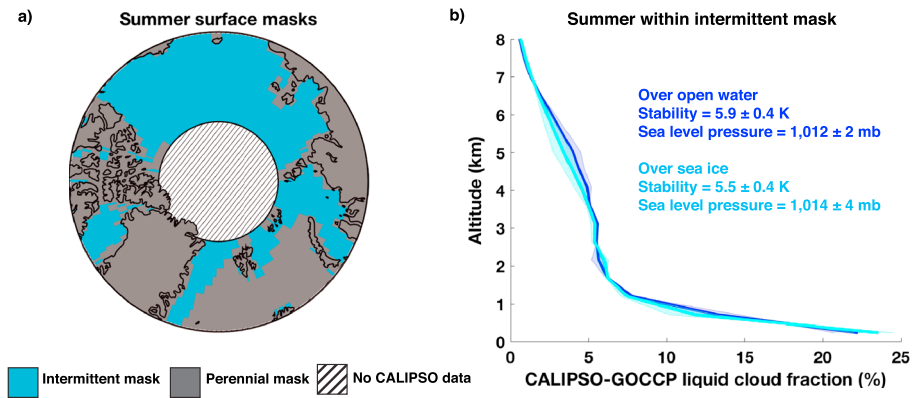 a)
Summer surface masks
Intermittent mask
Perennial mask
No CALIPSO data
b)
Summer within intermittent mask
8
7
6
5
4
3
2
1
0
Altitude (km)
Over open water
Stability = 5.9 ± 0.4 K
Sea level pressure = 1,012 ± 2 mb
Over sea ice
Stability = 5.5 ± 0.4 K
Sea level pressure = 1,014 ± 4 mb
0 5 10 15 20 25
CALIPSO-GOCCP liquid cloud fraction (%)